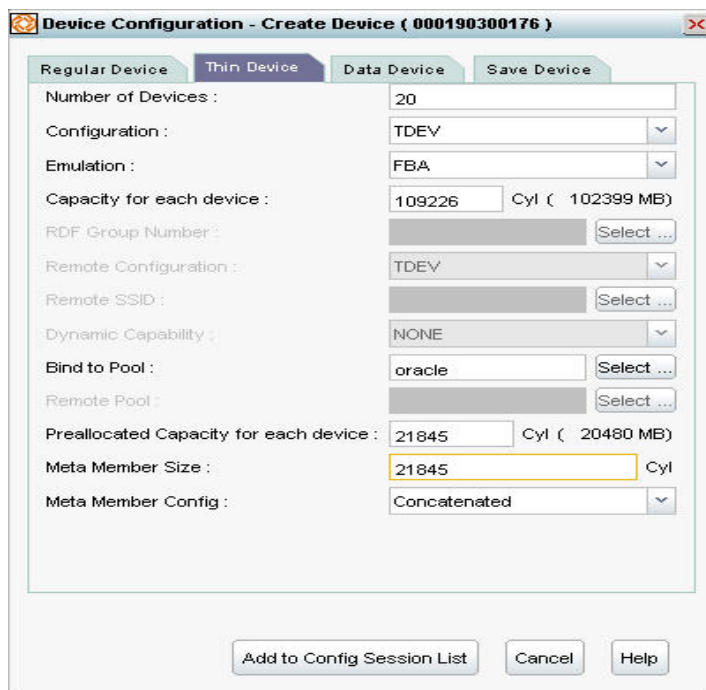 Device Configuration - Create Device ( 000190300176 )
Regular Device Thin Device Data Device Save Device
Number of Devices : 20
Configuration : TDEV
Emulation : FBA
Capacity for each device : 109226 Cyl ( 102399 MB)
RDF Group Number : Select ...
Remote Configuration : TDEV
Remote SSID : Select ...
Dynamic Capability : NONE
Bind to Pool : oracle Select ...
Remote Pool : Select ...
Preallocated Capacity for each device : 21845 Cyl ( 20480 MB)
Meta Member Size : 21845 Cyl
Meta Member Config : Concatenated
Add to Config Session List Cancel Help